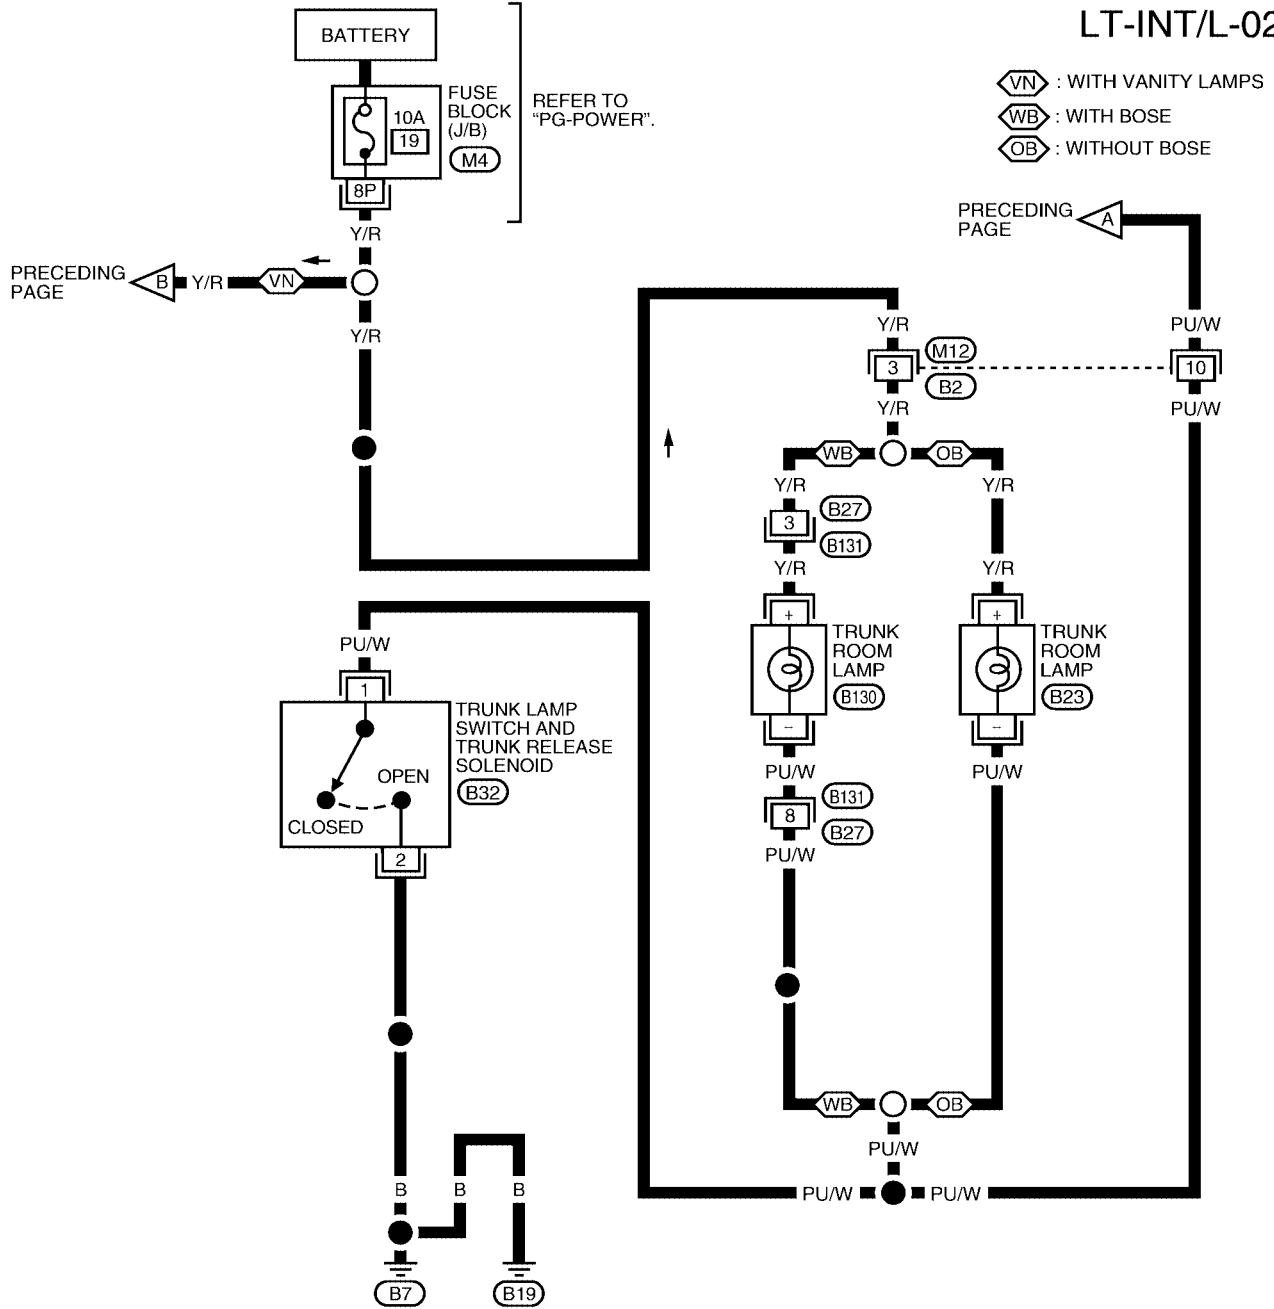 LT-INT/L-02
BATTERY
FUSE
BLOCK
(J/B)
M4
10A
19
8P
REFER TO
"PG-POWER".
VN : WITH VANITY LAMPS
WB : WITH BOSE
OB : WITHOUT BOSE
PRECEDING
PAGE
A
Y/R
PRECEDING
PAGE
B Y/R VN
Y/R
Y/R
PU/W
3
M12
B2
10
Y/R
PU/W
WB
OB
Y/R
Y/R
3
B27
B131
Y/R
Y/R
+
TRUNK
ROOM
LAMP
B130
–
+
TRUNK
ROOM
LAMP
B23
–
PU/W
1
TRUNK LAMP
SWITCH AND
TRUNK RELEASE
SOLENOID
B32
OPEN
CLOSED
2
PU/W
PU/W
8
B131
B27
PU/W
WB
OB
PU/W
PU/W
PU/W
B
B
B
B7
B19